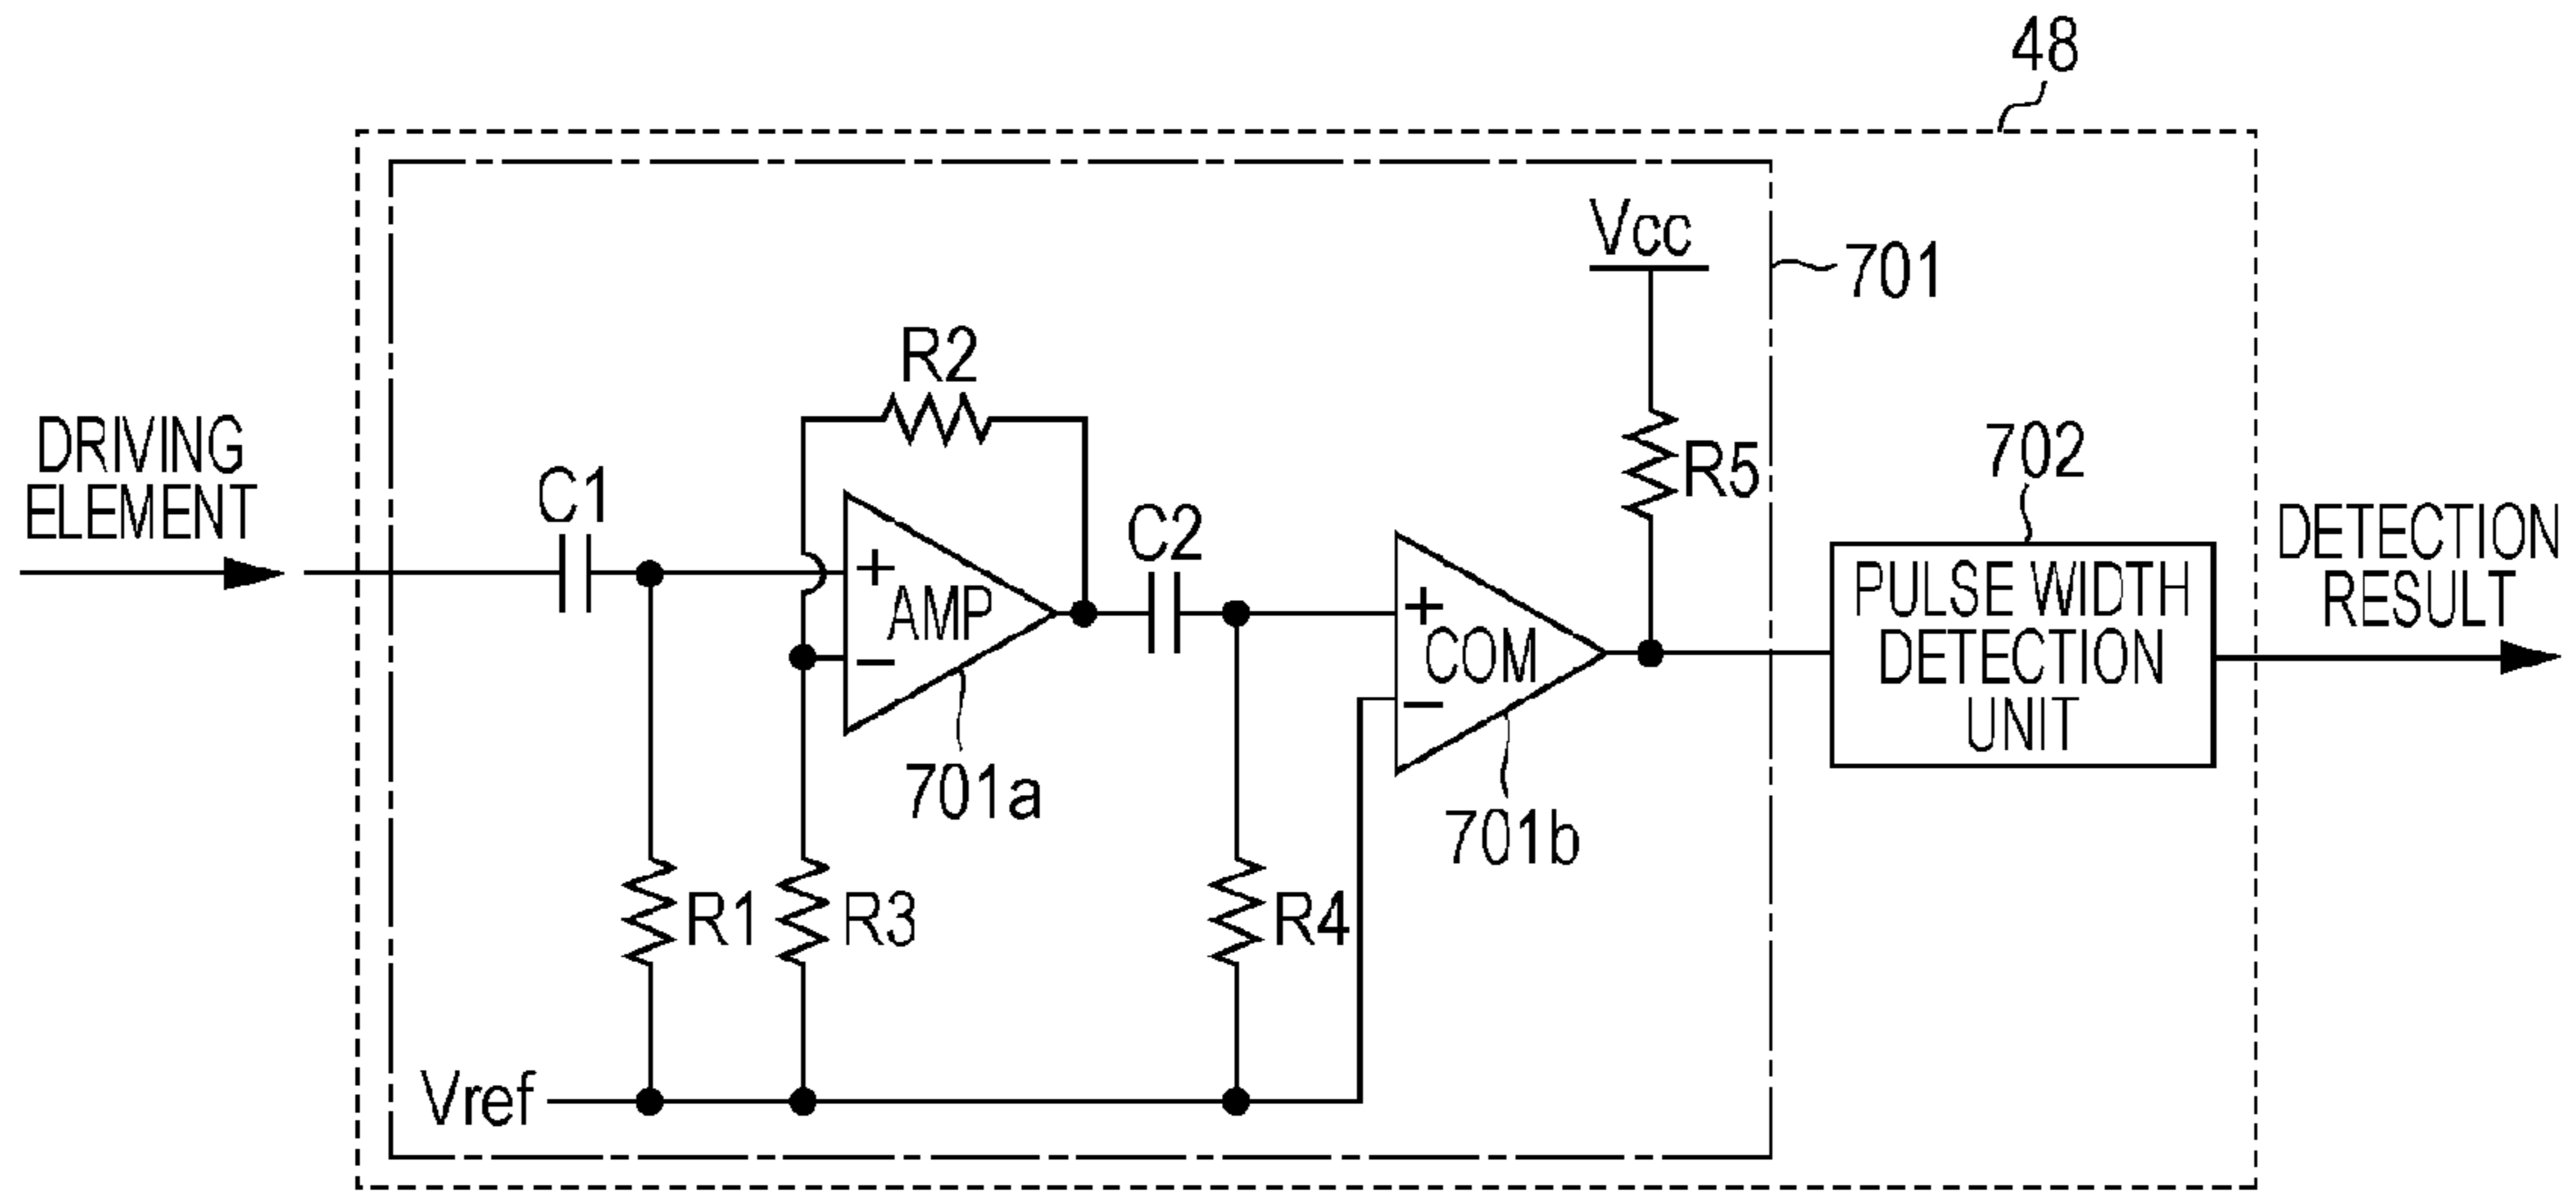 48
Vcc
701
R2
DRIVING
ELEMENT
C1
C2
R5
702
+
AMP
−
+
COM
−
PULSE WIDTH
DETECTION
UNIT
DETECTION
RESULT
701a
701b
R1
R3
R4
Vref